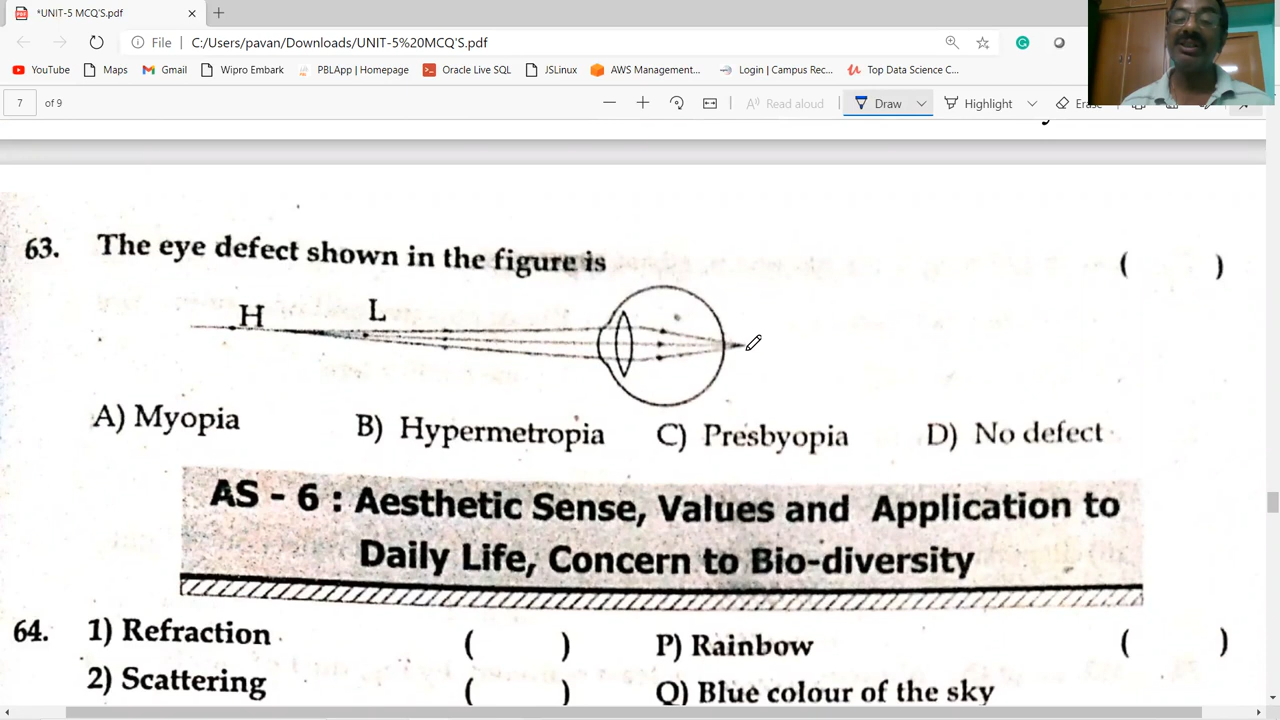 *UNIT-5 MCQ'S.pdf
File C:/Users/pavan/Downloads/UNIT-5%20MCQ'S.pdf
YouTube Maps Gmail Wipro Embark PBLApp | Homepage Oracle Live SQL JSLinux AWS Management... Login | Campus Rec... Top Data Science C...
7 of 9 Read aloud Draw Highlight
63. The eye defect shown in the figure is ( )
H L
A) Myopia B) Hypermetropia C) Presbyopia D) No defect
AS - 6 : Aesthetic Sense, Values and Application to
Daily Life, Concern to Bio-diversity
64. 1) Refraction ( ) P) Rainbow ( )
2) Scattering ( ) Q) Blue colour of the sky